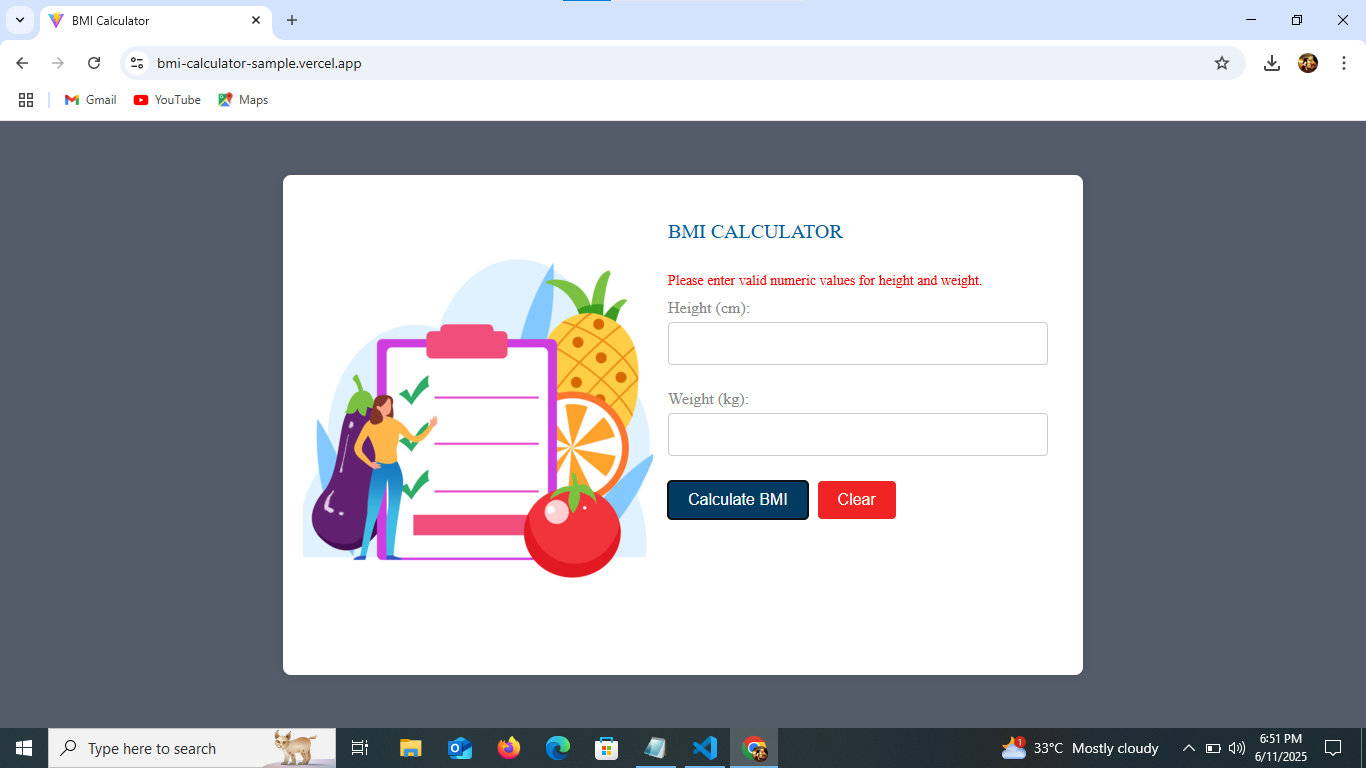 BMI Calculator
bmi-calculator-sample.vercel.app
Gmail YouTube Maps
BMI CALCULATOR
Please enter valid numeric values for height and weight.
Height (cm):
Weight (kg):
Calculate BMI Clear
Type here to search
1
33°C Mostly cloudy
6:51 PM
6/11/2025